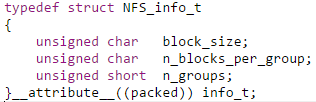 typedef struct NFS_info_t
{
    unsigned char   block_size;
    unsigned char   n_blocks_per_group;
    unsigned short  n_groups;
}__attribute__((packed)) info_t;